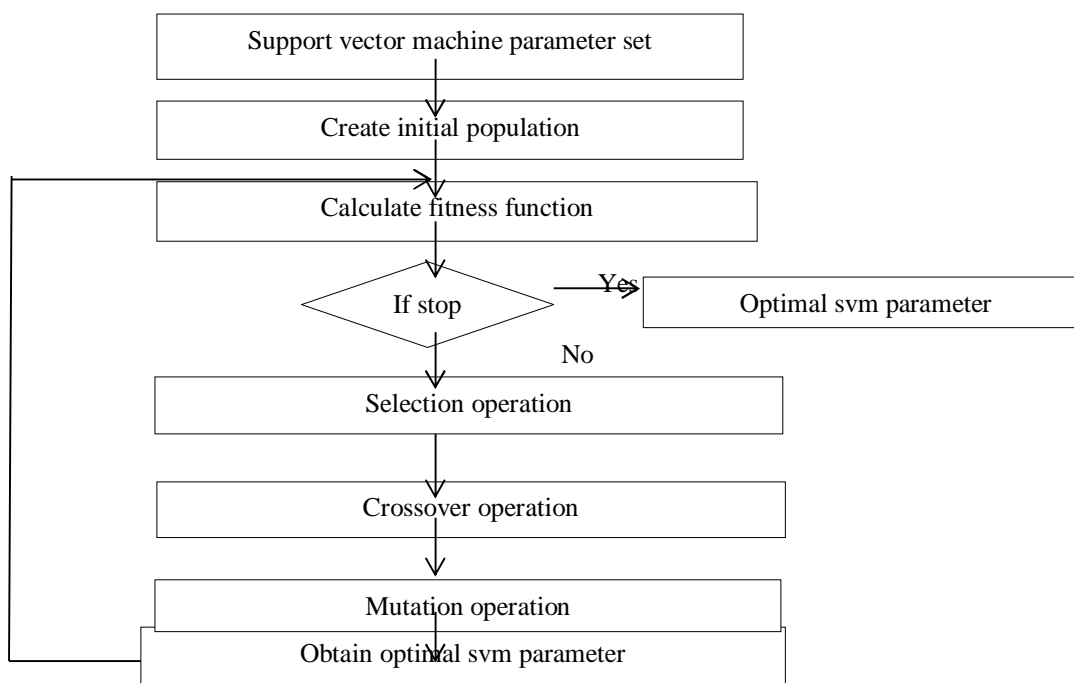 Support vector machine parameter set
Create initial population
Calculate fitness function
If stop
Yes
Optimal svm parameter
No
Selection operation
Crossover operation
Mutation operation
Obtain optimal svm parameter